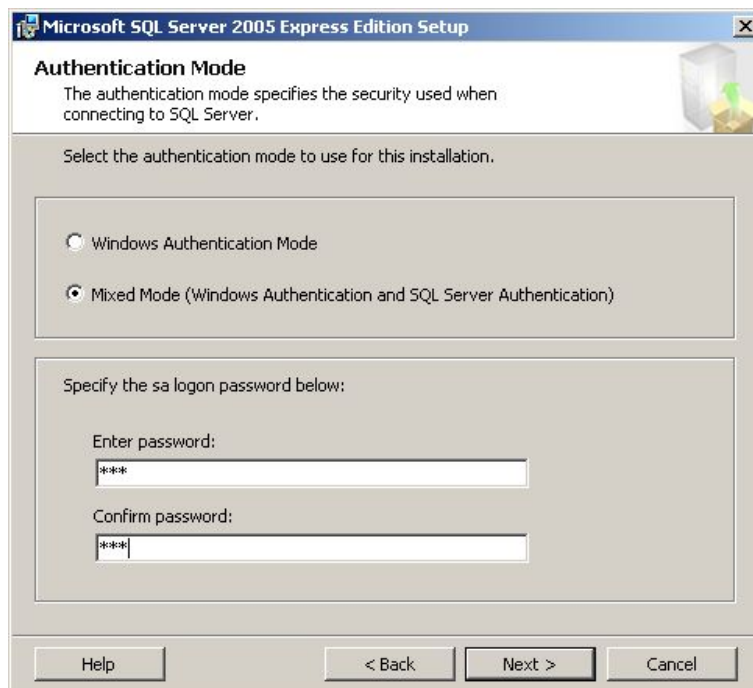 Microsoft SQL Server 2005 Express Edition Setup
Authentication Mode
The authentication mode specifies the security used when
connecting to SQL Server.
Select the authentication mode to use for this installation.
Windows Authentication Mode
Mixed Mode (Windows Authentication and SQL Server Authentication)
Specify the sa logon password below:
Enter password:
***
Confirm password:
***
Help
< Back
Next >
Cancel